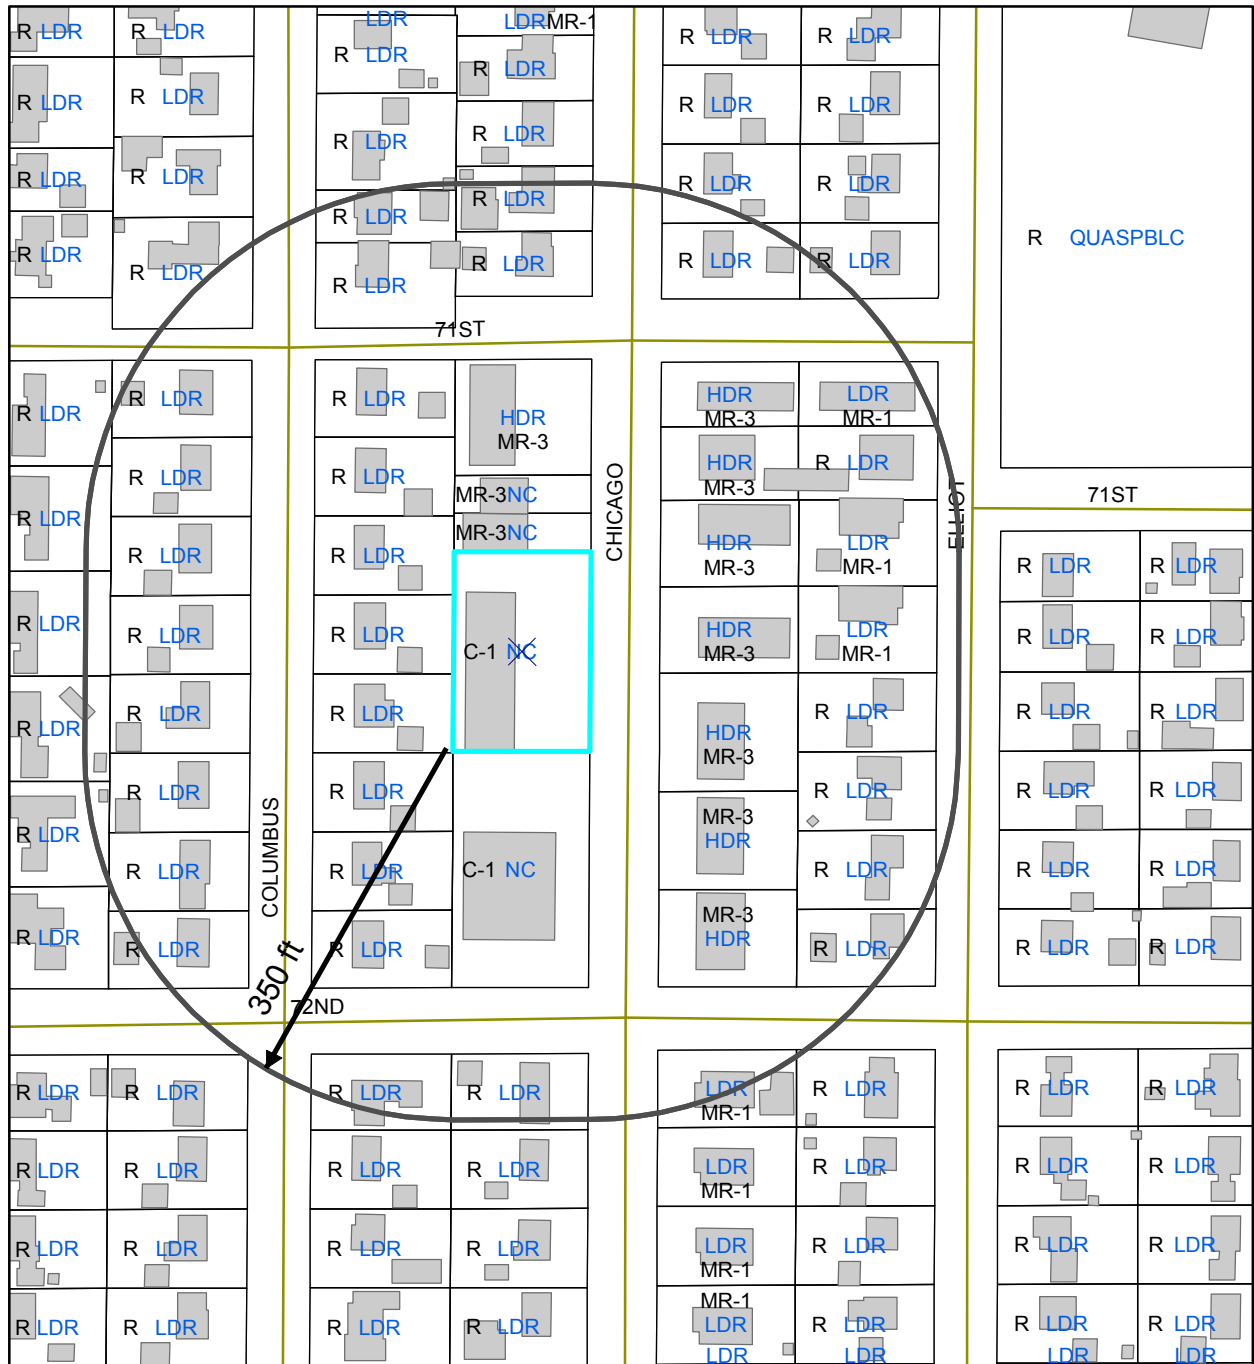 R LDR R LDR LDR LDR MR-1 R LDR R LDR
R LDR R LDR R LDR R LDR R LDR R LDR
R LDR R LDR R LDR R LDR R LDR
R LDR R LDR R LDR R LDR R LDR R LDR
R LDR R LDR R LDR R LDR R LDR R LDR R QUASPBLC
R LDR
71ST
R LDR R LDR R LDR HDR HDR LDR
MR-3 MR-3 MR-1
R LDR R LDR MR-3 NC HDR R LDR
MR-3
71ST
CHICAGO
ELLIOT
R LDR R LDR R LDR MR-3 NC HDR LDR
MR-3 MR-1
R LDR R LDR
R LDR R LDR R LDR C-1 NC HDR LDR R LDR R LDR
MR-3 MR-1
R LDR R LDR R LDR HDR R LDR R LDR R LDR
MR-3
R LDR R LDR R LDR MR-3 R LDR R LDR R LDR
HDR
COLUMBUS
R LDR R LDR C-1 NC R LDR R LDR R LDR
R LDR R LDR R LDR MR-3 R LDR R LDR R LDR
HDR
350 ft
72ND
R LDR R LDR R LDR R LDR LDR R LDR R LDR R LDR
MR-1
R LDR R LDR R LDR R LDR LDR R LDR R LDR R LDR
MR-1
R LDR R LDR R LDR R LDR LDR R LDR R LDR R LDR
MR-1
R LDR R LDR R LDR R LDR MR-1 R LDR R LDR R LDR
LDR
LDR LDR LDR LDR